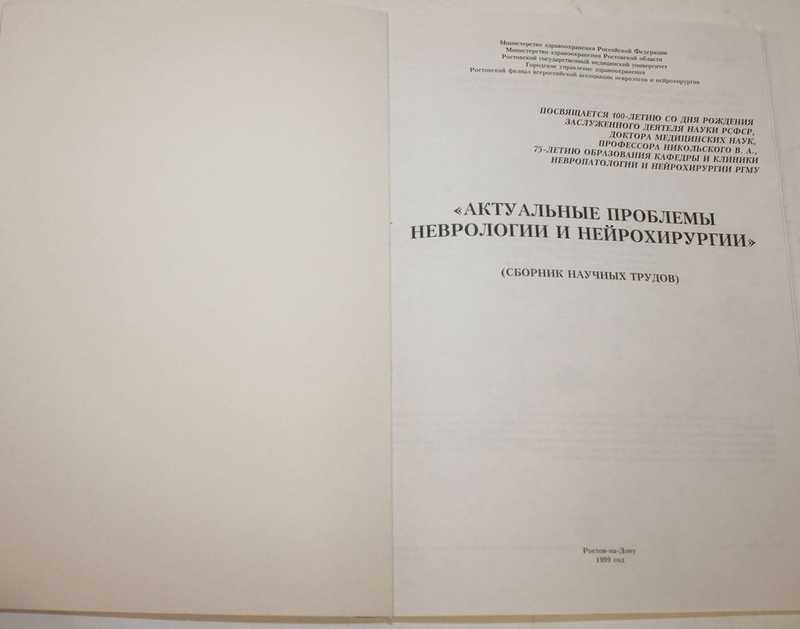 Министерство здравоохранения Российской Федерации
Министерство здравоохранения Ростовской области
Ростовский государственный медицинский университет
Городское управление здравоохранения
Ростовский филиал всероссийской ассоциации неврологов и нейрохирургов
ПОСВЯЩАЕТСЯ 100-ЛЕТИЮ СО ДНЯ РОЖДЕНИЯ
ЗАСЛУЖЕННОГО ДЕЯТЕЛЯ НАУКИ РСФСР,
ДОКТОРА МЕДИЦИНСКИХ НАУК,
ПРОФЕССОРА НИКОЛЬСКОГО В. А.,
75-ЛЕТИЮ ОБРАЗОВАНИЯ КАФЕДРЫ И КЛИНИКИ
НЕВРОПАТОЛОГИИ И НЕЙРОХИРУРГИИ РГМУ
«АКТУАЛЬНЫЕ ПРОБЛЕМЫ
НЕВРОЛОГИИ И НЕЙРОХИРУРГИИ»
(СБОРНИК НАУЧНЫХ ТРУДОВ)
Ростов-на-Дону
1999 год